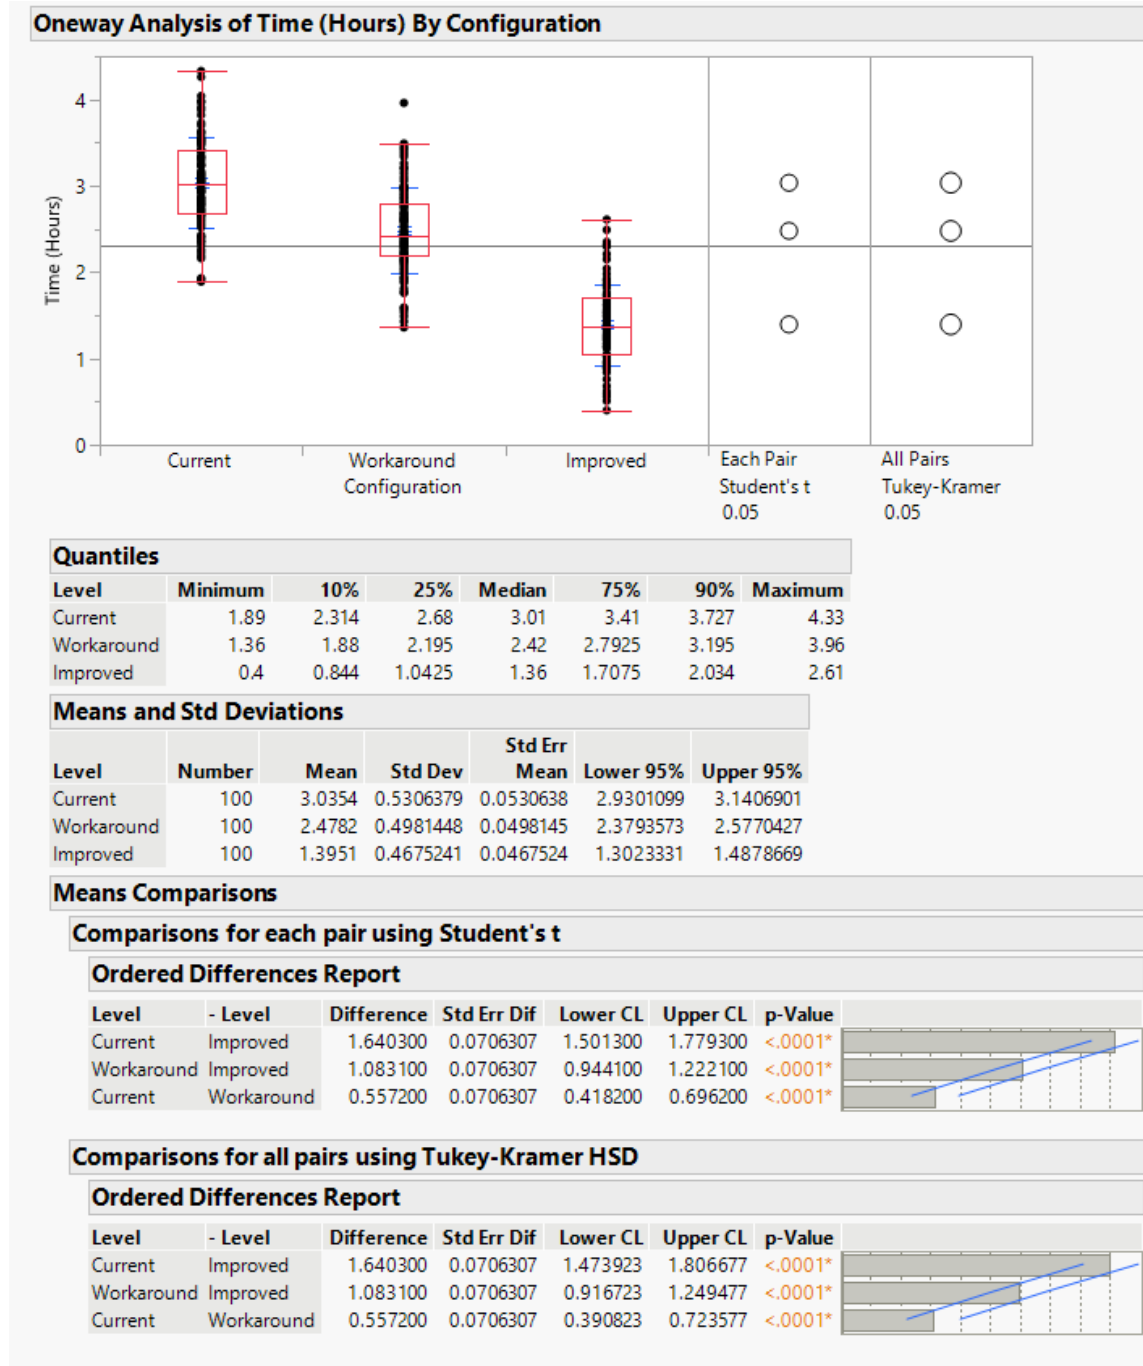 Oneway Analysis of Time (Hours) By Configuration
Time (Hours)
4
3
2
1
0
Current Workaround Improved Each Pair All Pairs
Configuration Student's t Tukey-Kramer
0.05 0.05
Quantiles
Level Minimum 10% 25% Median 75% 90% Maximum
Current 1.89 2.314 2.68 3.01 3.41 3.727 4.33
Workaround 1.36 1.88 2.195 2.42 2.7925 3.195 3.96
Improved 0.4 0.844 1.0425 1.36 1.7075 2.034 2.61
Means and Std Deviations
Std Err
Level Number Mean Std Dev Mean Lower 95% Upper 95%
Current 100 3.0354 0.5306379 0.0530638 2.9301099 3.1406901
Workaround 100 2.4782 0.4981448 0.0498145 2.3793573 2.5770427
Improved 100 1.3951 0.4675241 0.0467524 1.3023331 1.4878669
Means Comparisons
Comparisons for each pair using Student's t
Ordered Differences Report
Level - Level Difference Std Err Dif Lower CL Upper CL p-Value
Current Improved 1.640300 0.0706307 1.501300 1.779300 <.0001*
Workaround Improved 1.083100 0.0706307 0.944100 1.222100 <.0001*
Current Workaround 0.557200 0.0706307 0.418200 0.696200 <.0001*
Comparisons for all pairs using Tukey-Kramer HSD
Ordered Differences Report
Level - Level Difference Std Err Dif Lower CL Upper CL p-Value
Current Improved 1.640300 0.0706307 1.473923 1.806677 <.0001*
Workaround Improved 1.083100 0.0706307 0.916723 1.249477 <.0001*
Current Workaround 0.557200 0.0706307 0.390823 0.723577 <.0001*